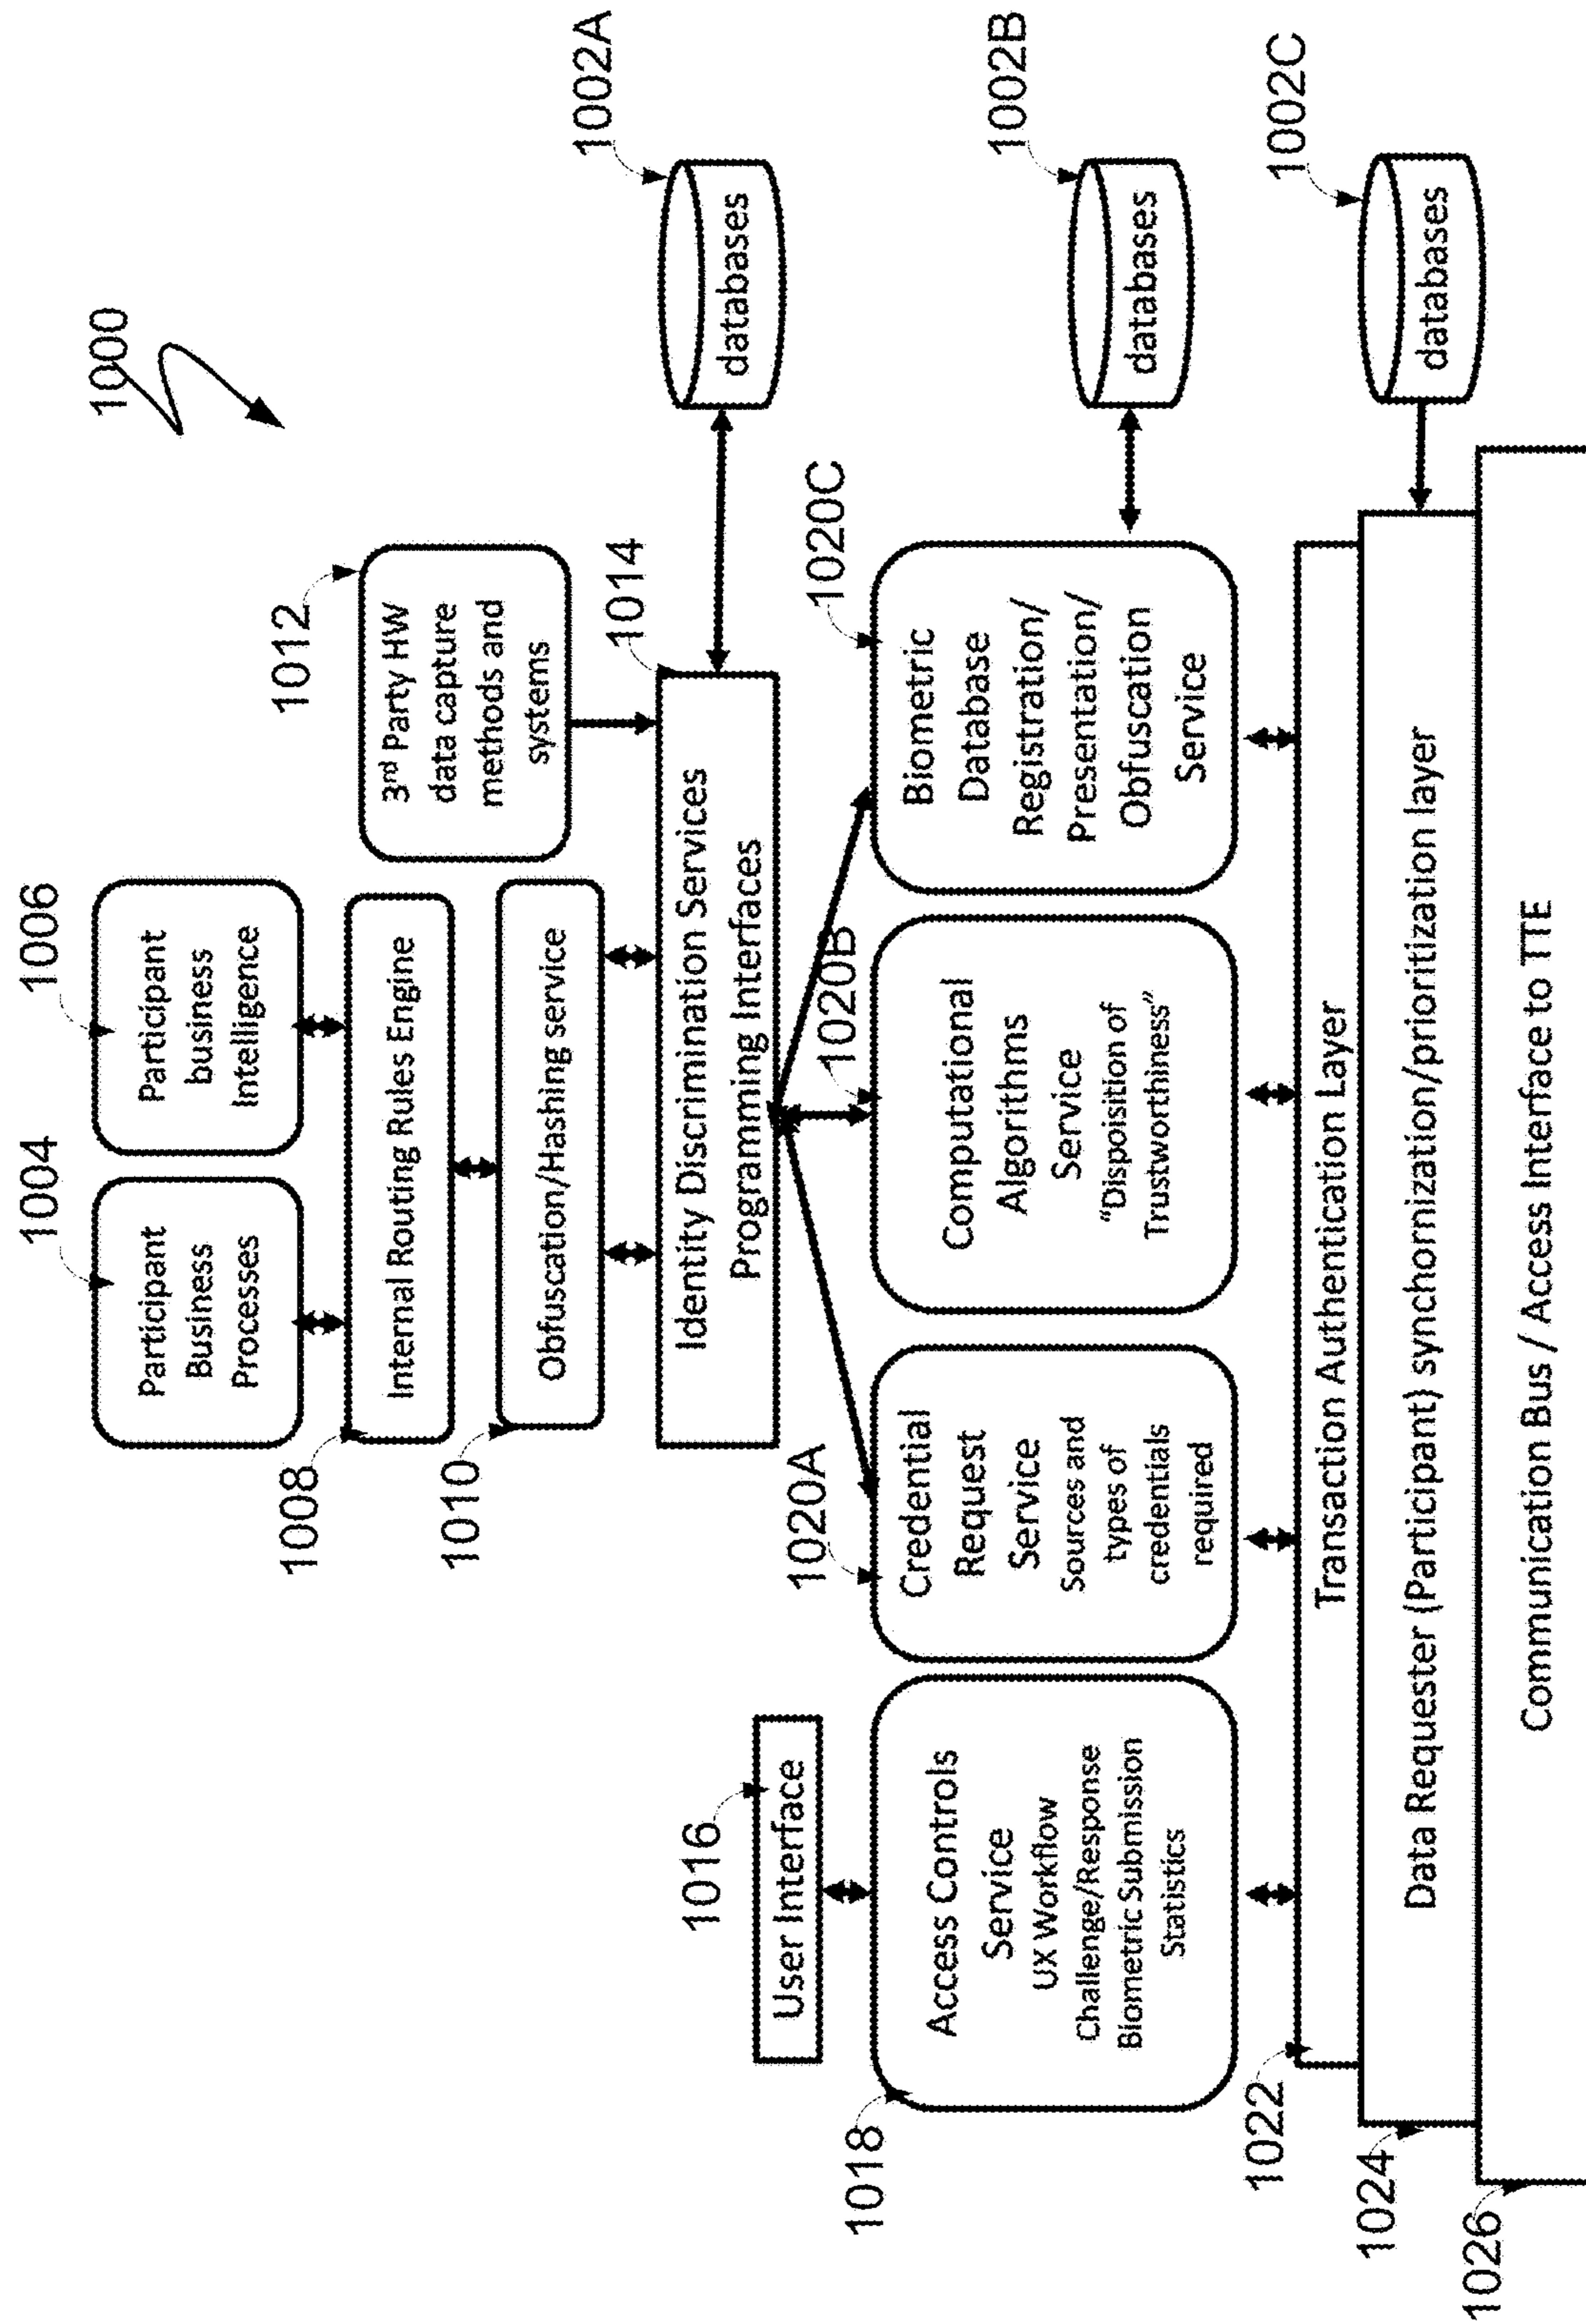 1000
1004
1006
Participant
Business
Processes
Participant
business
Intelligence
1008
Internal Routing Rules Engine
1012
3rd Party HW
data capture
methods and
systems
1010
Obfuscation/Hashing service
1014
Identity Discrimination Services
Programming Interfaces
1002A
databases
1016
User Interface
1018
Access Controls
Service
UX Workflow
Challenge/Response
Biometric Submission
Statistics
1020A
Credential
Request
Service
Sources and
types of
credentials
required
1020B
Computational
Algorithms
Service
“Dispoisition of
Trustworthiness”
1020C
Biometric
Database
Registration/
Presentation/
Obfuscation
Service
1002B
databases
1022
Transaction Authentication Layer
1002C
databases
1024
Data Requester (Participant) synchornization/prioritization layer
1026
Communication Bus / Access Interface to TTE